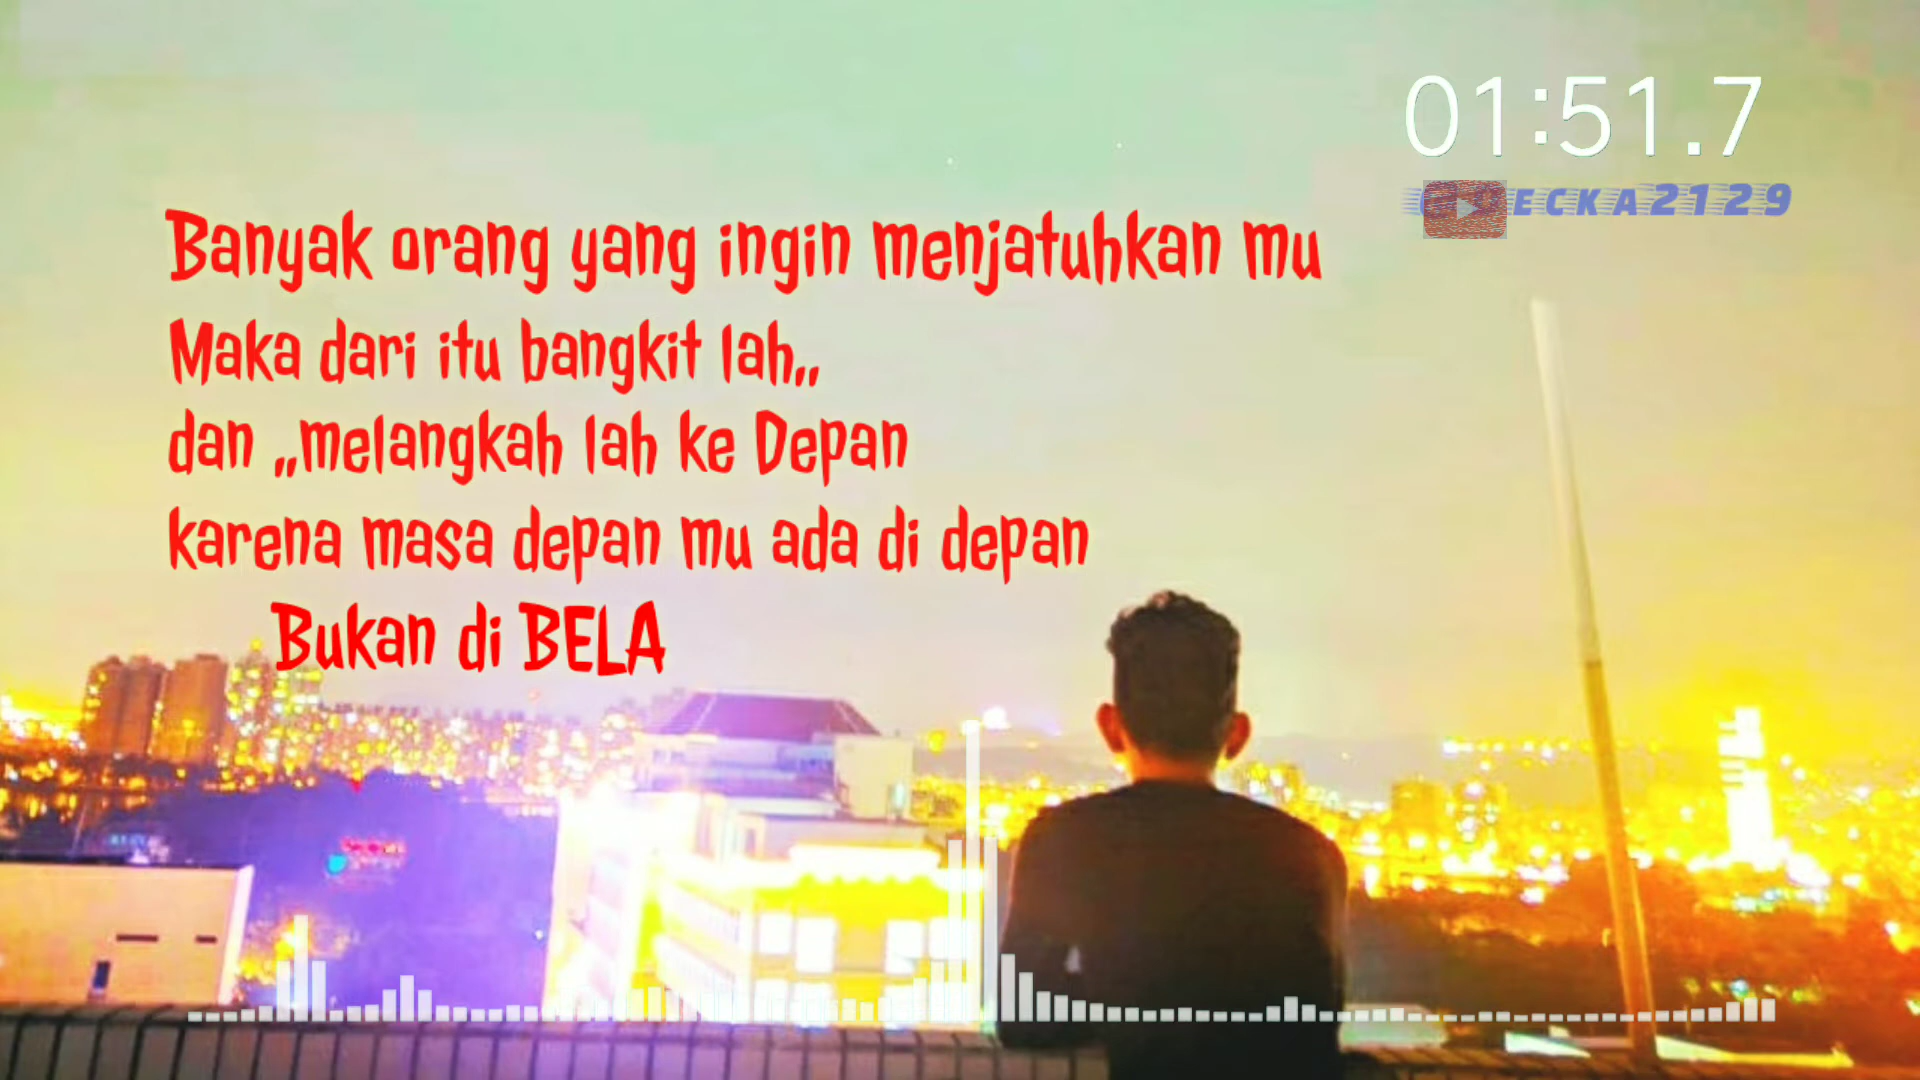 01:51.7
ECKA2129
Banyak orang yang ingin menjatuhkan mu
Maka dari itu bangkit lah,,
dan ,,melangkah lah ke Depan
karena masa depan mu ada di depan
Bukan di BELA